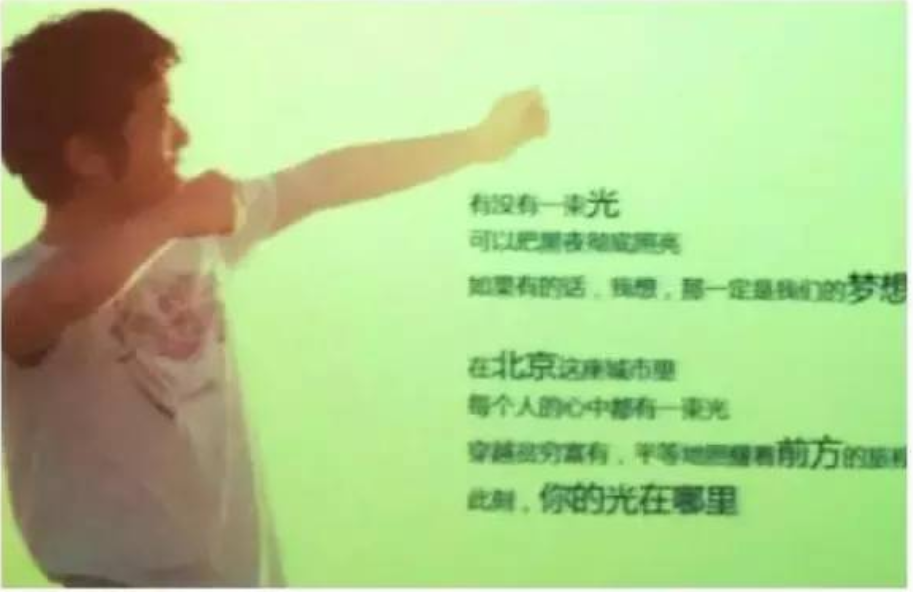 有没有一束光
可以把黑夜彻底照亮
如果有的话，我想，那一定是我们的梦想
在北京这座城市里
每个人的心中都有一束光
穿越贫穷富有，平等地照耀着前方的旅
此刻，你的光在哪里